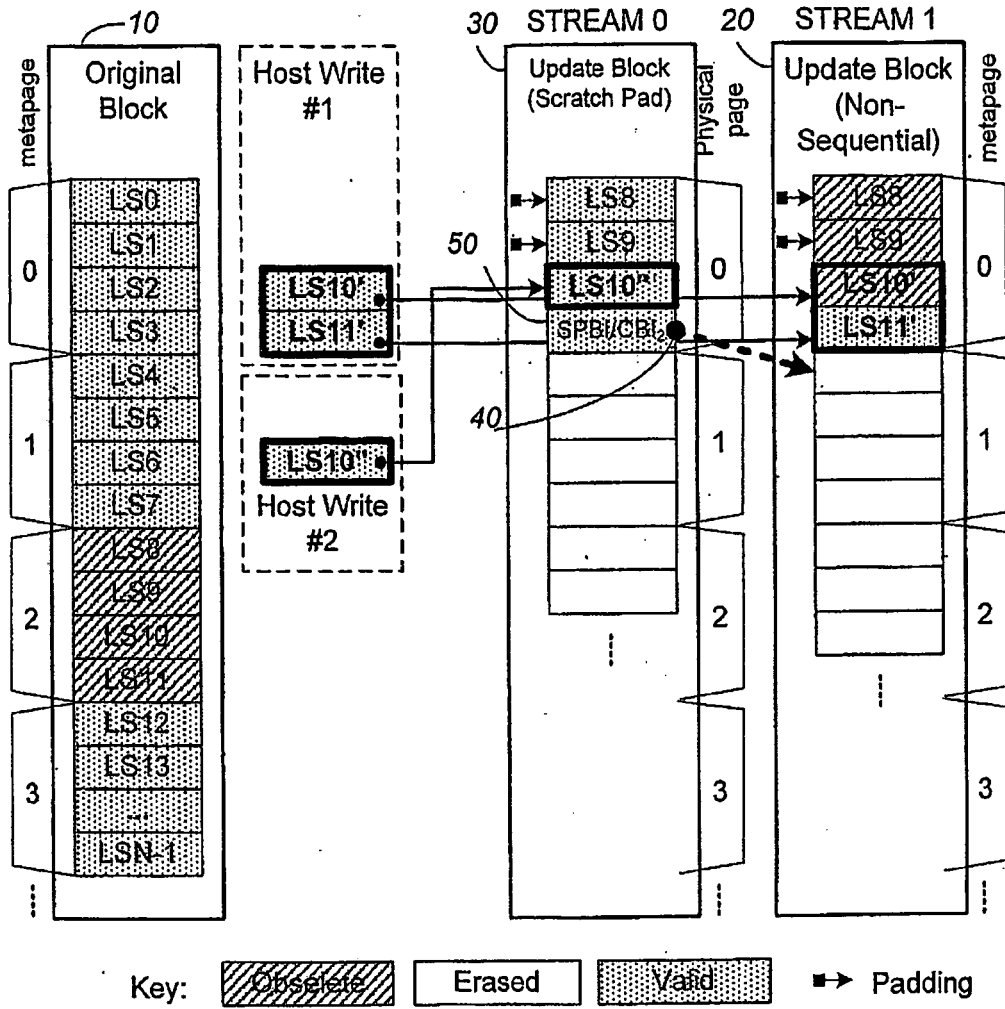 10
metapage
Original
Block
LS0
LS1
LS2
LS3
LS4
LS5
LS6
LS7
LS8
LS9
LS10
LS11
LS12
LS13
...
LSN-1
0
1
2
3
Host Write
#1
LS10'
LS11'
LS10"
Host Write
#2
30
STREAM 0
Update Block
(Scratch Pad)
Physical
page
LS8
LS9
LS10"
SPBI/CBI
50
40
0
1
2
3
20
STREAM 1
Update Block
(Non-
Sequential)
metapage
LS8
LS9
LS10'
LS11'
0
1
2
3
Key:
Obselete
Erased
Valid
Padding